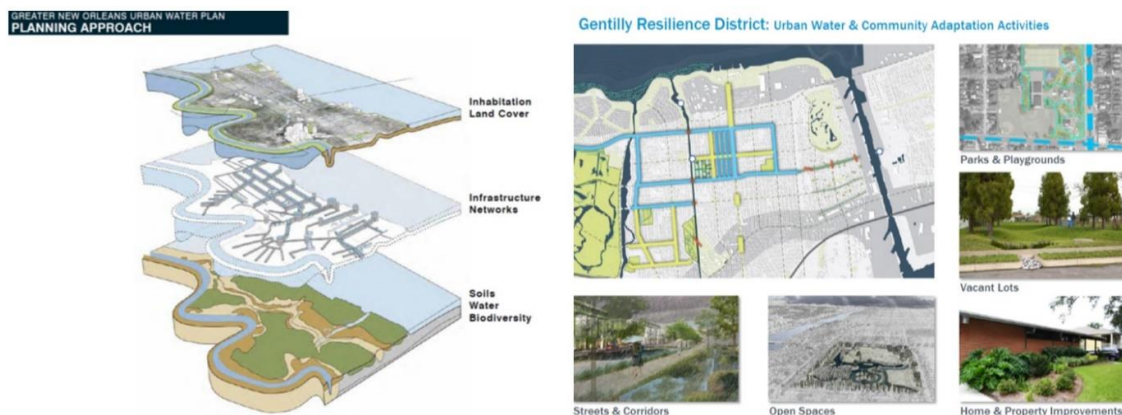 GREATER NEW ORLEANS URBAN WATER PLAN
PLANNING APPROACH
Inhabitation
Land Cover
Infrastructure
Networks
Soils
Water
Biodiversity
Gentilly Resilience District: Urban Water & Community Adaptation Activities
Parks & Playgrounds
Vacant Lots
Streets & Corridors
Open Spaces
Home & Property Improvements